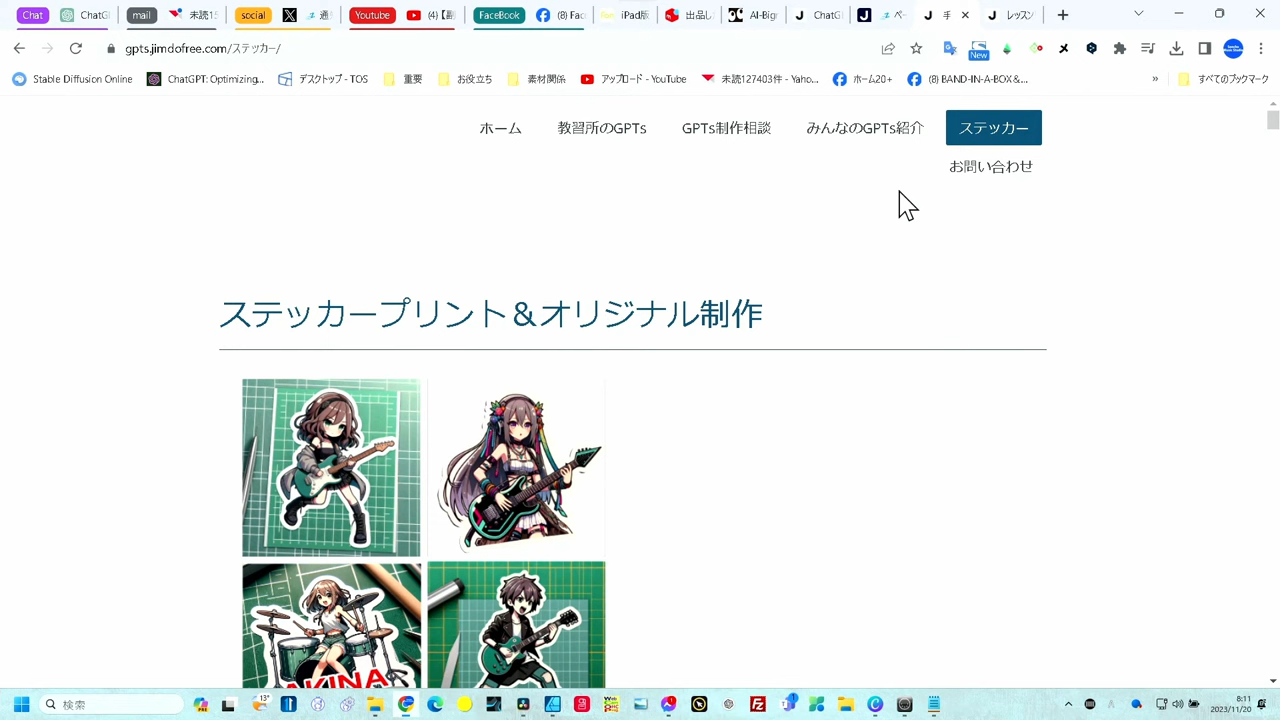 Chat
ChatG
mail
未読15
social
通
Youtube
(4)【
FaceBook
(8) Fac
iPad版
出品し
AI-Big
ChatG
ペー
手
レッスン
gpts.jimdofree.com/ステッカー/
New
Stable Diffusion Online
ChatGPT: Optimizing...
デスクトップ - TOS
重要
お役立ち
素材関係
アップロード - YouTube
未読127403件 - Yaho...
ホーム20+
(8) BAND-IN-A-BOX &...
»
すべてのブックマーク
ホーム
教習所のGPTs
GPTs制作相談
みんなのGPTs紹介
ステッカー
お問い合わせ
ステッカープリント＆オリジナル制作
AKINA
検索
13°
8:11
2023/11/20